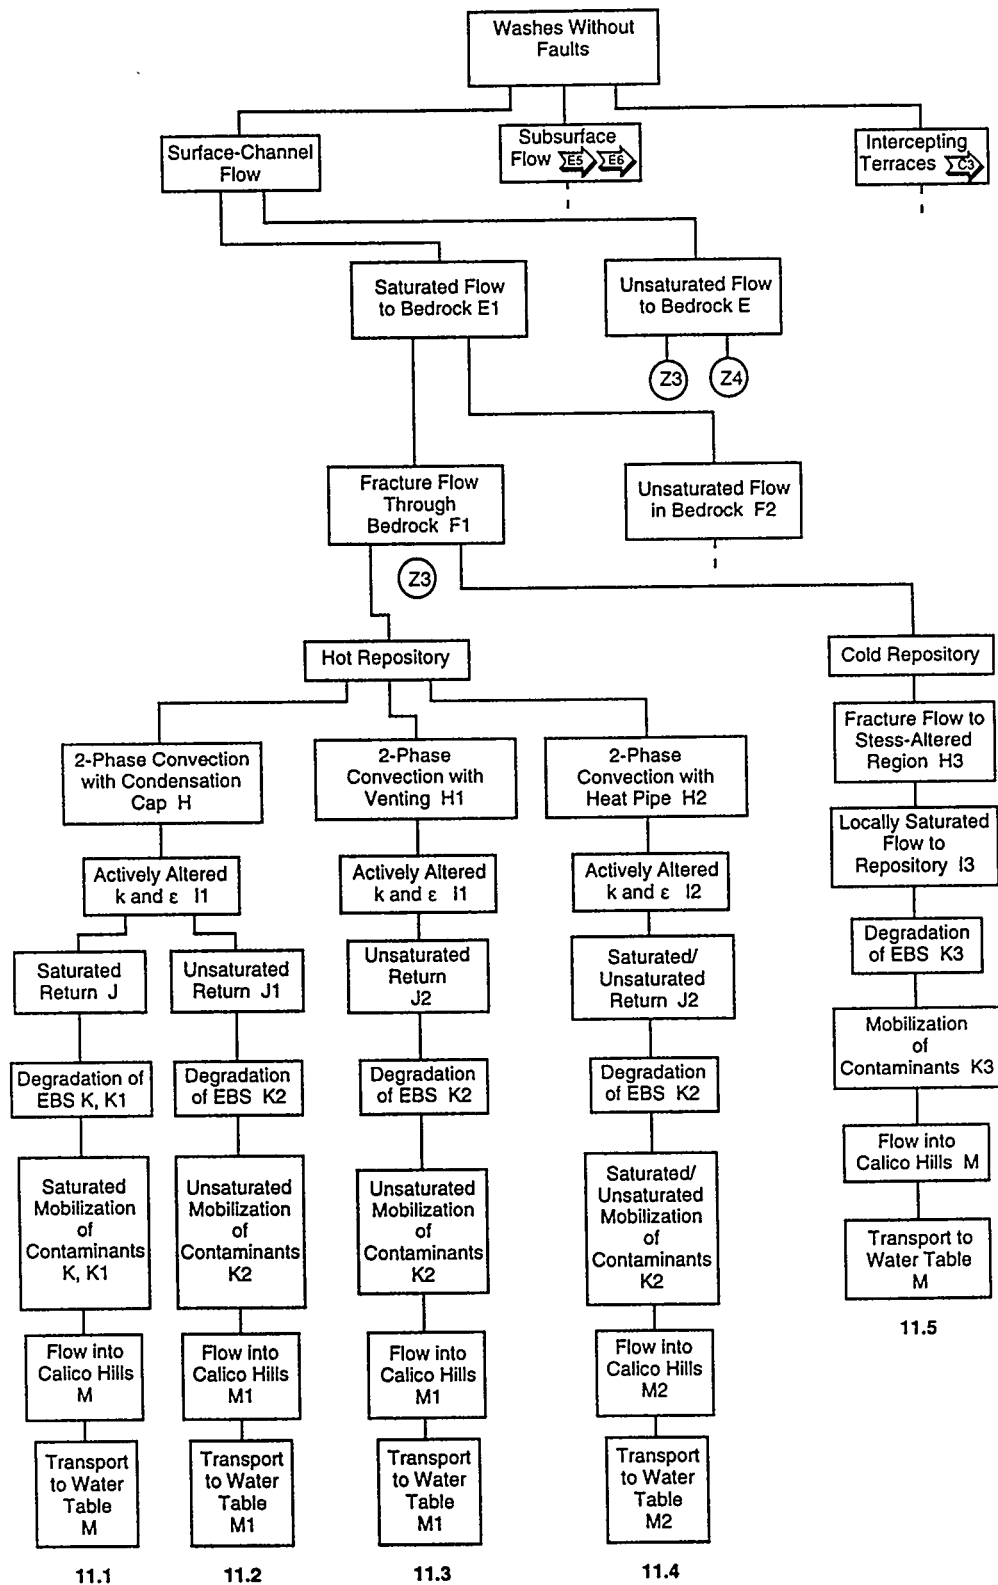 Washes Without
Faults
Surface-Channel
Flow
Subsurface
Flow E5 E6
Intercepting
Terraces C3
Saturated Flow
to Bedrock E1
Unsaturated Flow
to Bedrock E
Z3
Z4
Fracture Flow
Through
Bedrock F1
Unsaturated Flow
in Bedrock F2
Z3
Hot Repository
Cold Repository
2-Phase Convection
with Condensation
Cap H
2-Phase
Convection with
Venting H1
2-Phase
Convection with
Heat Pipe H2
Fracture Flow to
Stess-Altered
Region H3
Actively Altered
k and ε I1
Actively Altered
k and ε I1
Actively Altered
k and ε I2
Locally Saturated
Flow to
Repository I3
Saturated
Return J
Unsaturated
Return J1
Unsaturated
Return
J2
Saturated/
Unsaturated
Return J2
Degradation
of EBS K3
Degradation of
EBS K, K1
Degradation
of EBS K2
Degradation
of EBS K2
Degradation
of EBS K2
Mobilization
of
Contaminants K3
Saturated
Mobilization
of
Contaminants
K, K1
Unsaturated
Mobilization
of
Contaminants
K2
Unsaturated
Mobilization
of
Contaminants
K2
Saturated/
Unsaturated
Mobilization
of
Contaminants
K2
Flow into
Calico Hills M
Transport to
Water Table
M
11.5
Flow into
Calico Hills
M
Flow into
Calico Hills
M1
Flow into
Calico Hills
M1
Flow into
Calico Hills
M2
Transport
to Water
Table
M
Transport
to Water
Table
M1
Transport
to Water
Table
M1
Transport
to Water
Table
M2
11.1
11.2
11.3
11.4